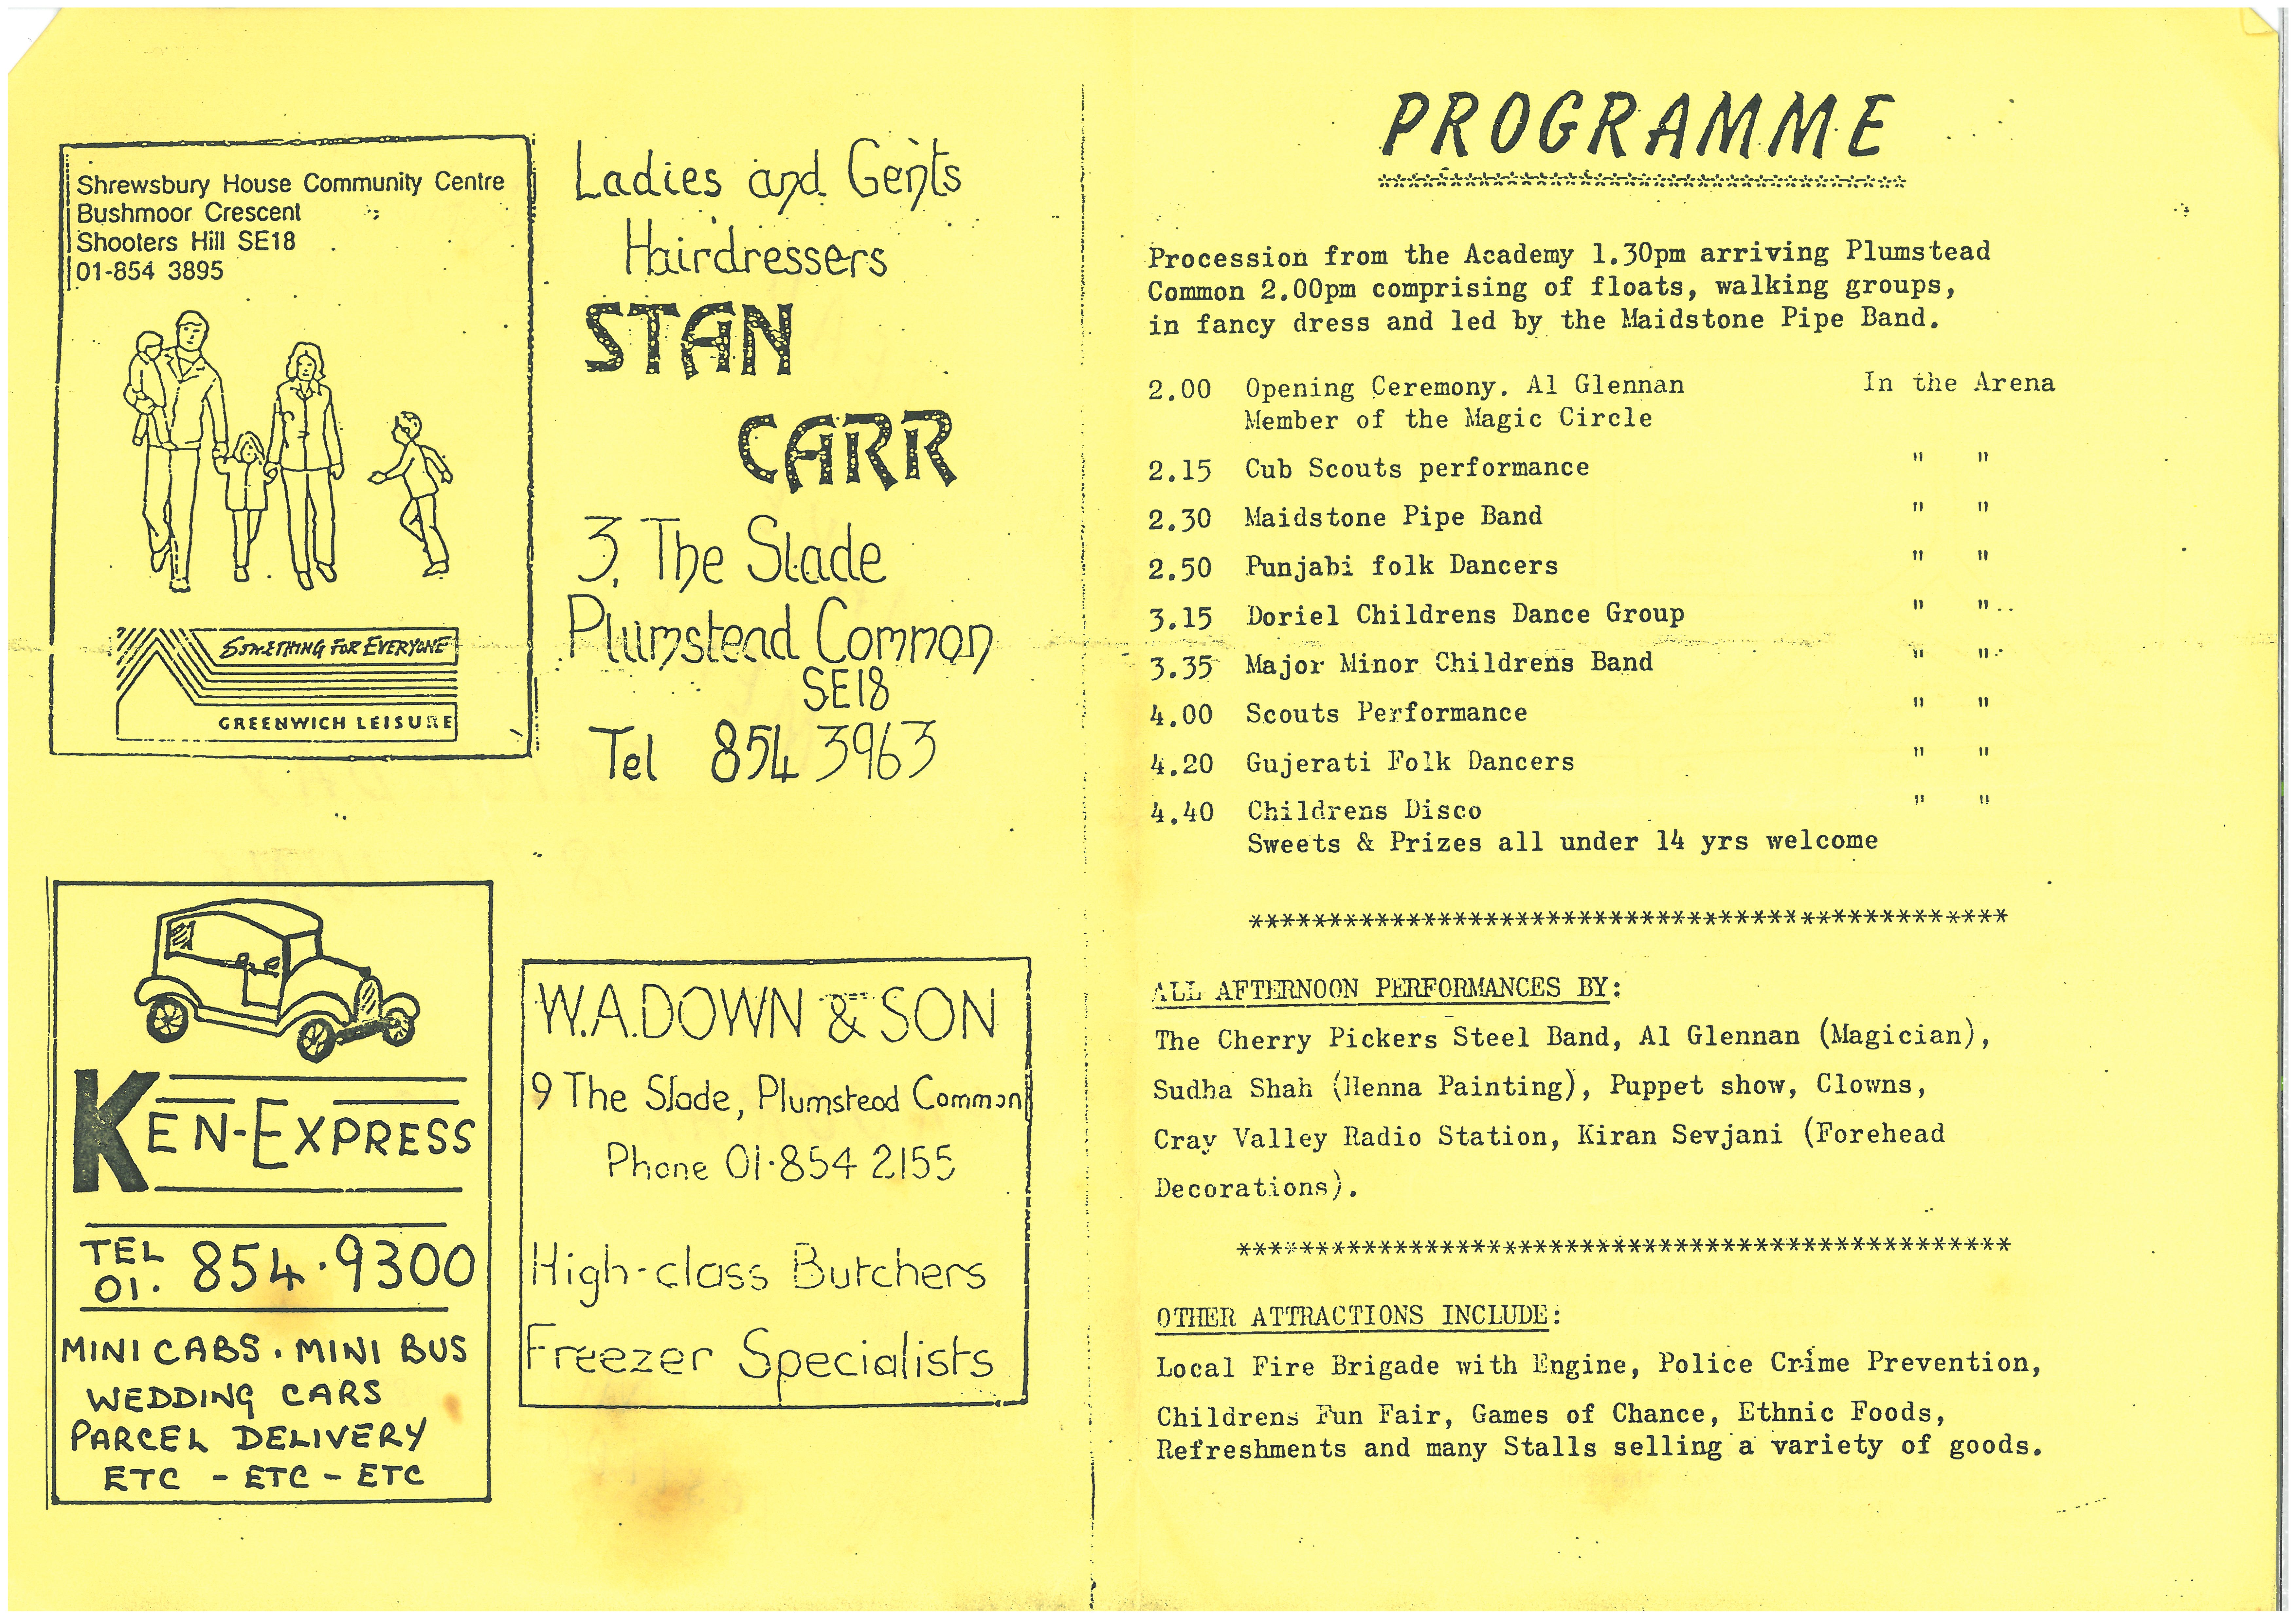 Shrewsbury House Community Centre
Bushmoor Crescent
Shooters Hill SE18
01-854 3895
SOMETHING FOR EVERYONE
GREENWICH LEISURE
Ladies and Gents
Hairdressers
STAN
CARR
3, The Slade
Plumstead Common
SE18
Tel 854 3963
KEN-EXPRESS
TEL
01. 854.9300
MINI CABS. MINI BUS
WEDDING CARS
PARCEL DELIVERY
ETC - ETC - ETC
W.A.DOWN & SON
9 The Slade, Plumstead Common
Phone 01.854 2155
High-class Butchers
Freezer Specialists
PROGRAMME
Procession from the Academy 1.30pm arriving Plumstead
Common 2.00pm comprising of floats, walking groups,
in fancy dress and led by the Maidstone Pipe Band.
2.00 Opening Ceremony. Al Glennan In the Arena
Member of the Magic Circle
2.15 Cub Scouts performance " "
2.30 Maidstone Pipe Band " "
2.50 Punjabi folk Dancers " "
3.15 Doriel Childrens Dance Group " "
3.35 Major Minor Childrens Band " "
4.00 Scouts Performance " "
4.20 Gujerati Folk Dancers " "
4.40 Childrens Disco " "
Sweets & Prizes all under 14 yrs welcome
*************************************************
ALL AFTERNOON PERFORMANCES BY:
The Cherry Pickers Steel Band, Al Glennan (Magician),
Sudha Shah (Henna Painting), Puppet show, Clowns,
Cray Valley Radio Station, Kiran Sevjani (Forehead
Decorations).
**************************************************
OTHER ATTRACTIONS INCLUDE:
Local Fire Brigade with Engine, Police Crime Prevention,
Childrens Fun Fair, Games of Chance, Ethnic Foods,
Refreshments and many Stalls selling a variety of goods.